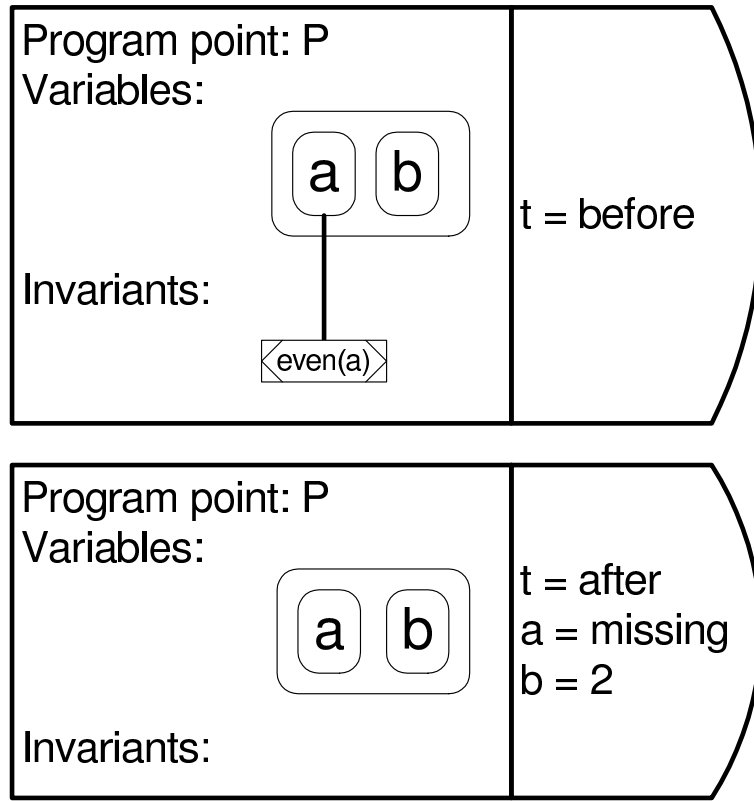 Program point: P
Variables:
a b
t = before
Invariants:
even(a)
Program point: P
Variables:
a b
t = after
a = missing
b = 2
Invariants: